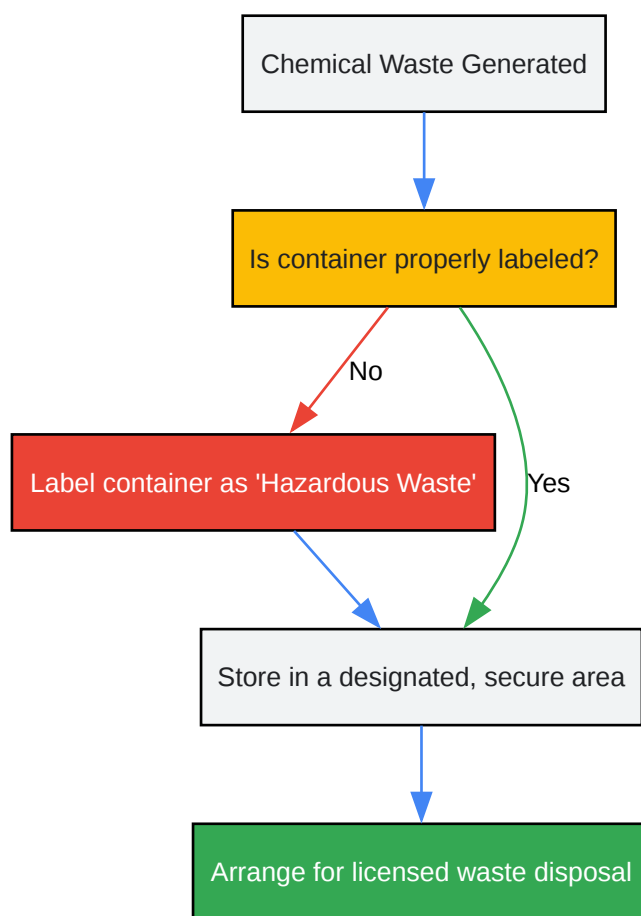 Chemical Waste Generated
Is container properly labeled?
No
Label container as 'Hazardous Waste'
Yes
Store in a designated, secure area
Arrange for licensed waste disposal